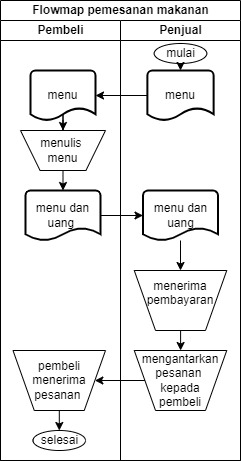 Flowmap pemesanan makanan
Pembeli
Penjual
mulai
menu
menu
menulis
menu
menu dan
uang
menu dan
uang
menerima
pembayaran
mengantarkan
pesanan
kepada
pembeli
pembeli
menerima
pesanan
selesai